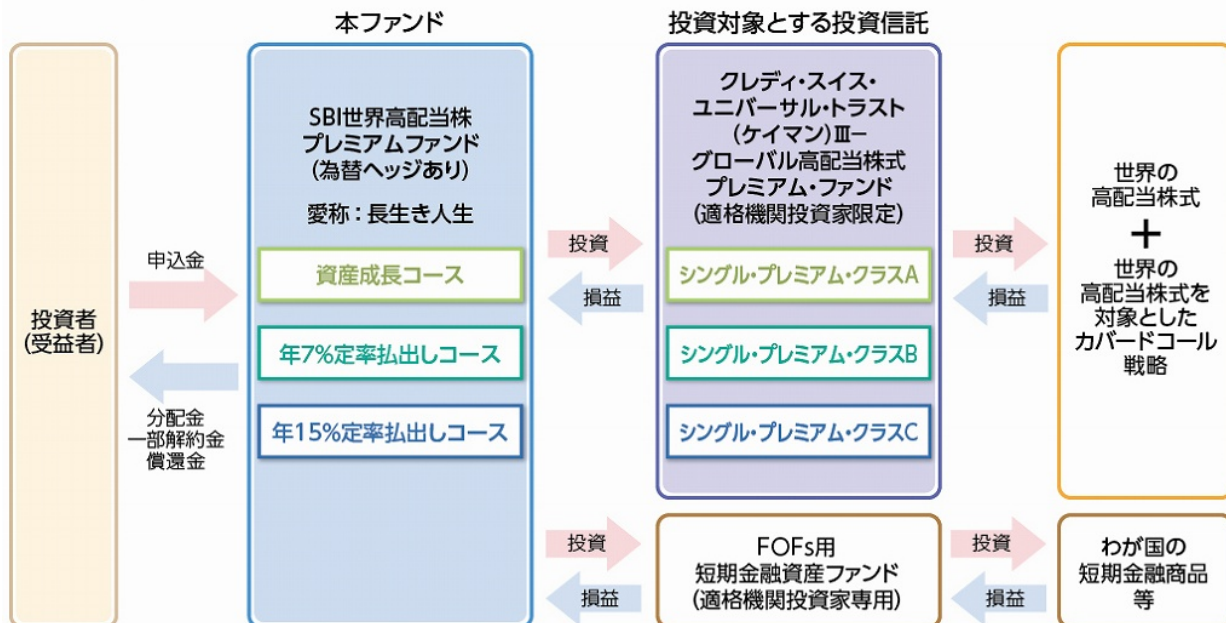 本ファンド
投資対象とする投資信託
投資者
(受益者)
申込金
分配金
一部解約金
償還金
SBI世界高配当株
プレミアムファンド
(為替ヘッジあり)
愛称：長生き人生
資産成長コース
年7%定率払出しコース
年15%定率払出しコース
投資
損益
クレディ・スイス・
ユニバーサル・トラスト
(ケイマン)Ⅲー
グローバル高配当株式
プレミアム・ファンド
(適格機関投資家限定)
シングル・プレミアム・クラスA
シングル・プレミアム・クラスB
シングル・プレミアム・クラスC
投資
損益
世界の
高配当株式
＋
世界の
高配当株式を
対象とした
カバードコール
戦略
投資
損益
FOFs用
短期金融資産ファンド
(適格機関投資家専用)
投資
損益
わが国の
短期金融商品
等